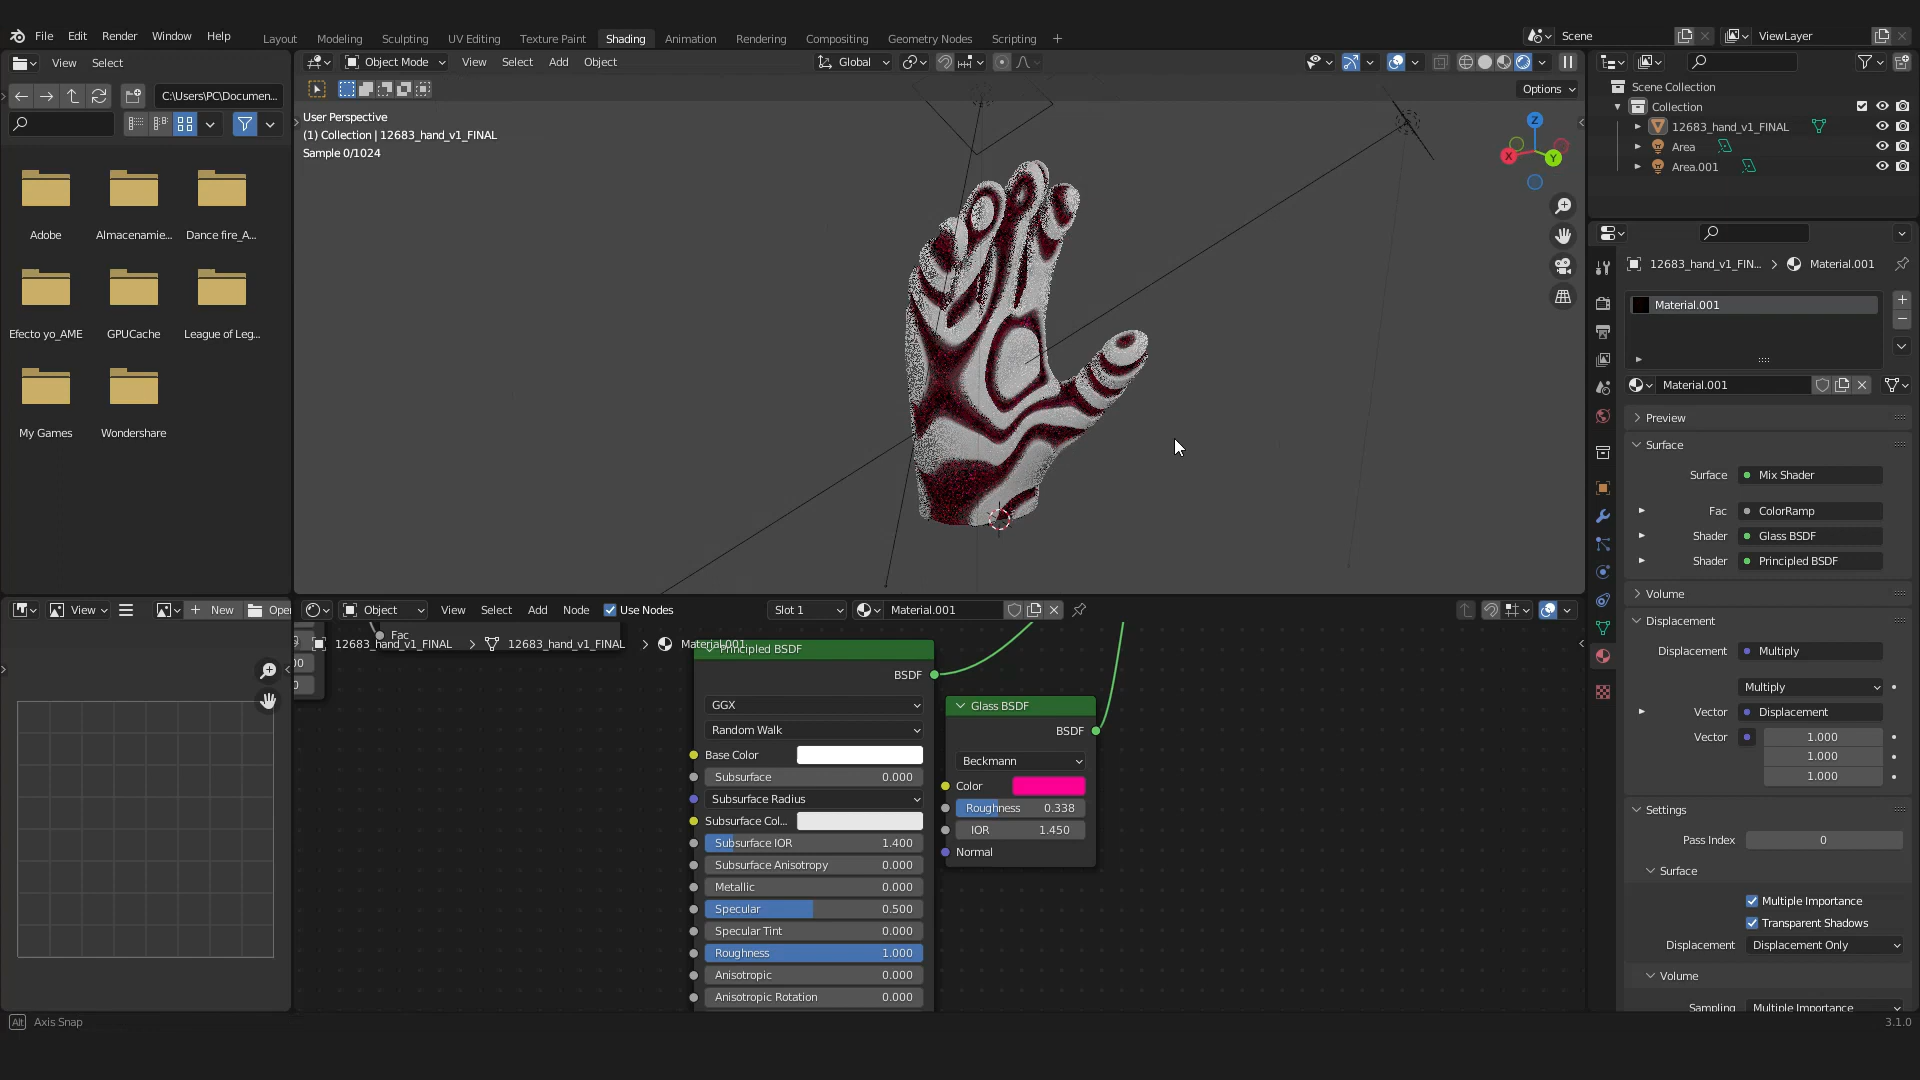 File Edit Render Window Help Layout Modeling Sculpting UV Editing Texture Paint Shading Animation Rendering Compositing Geometry Nodes Scripting Scene ViewLayer
View Select Object Mode View Select Add Object Global
C:\Users\PC\Documen... Options
User Perspective
(1) Collection | 12683_hand_v1_FINAL
Sample 0/1024
Z
X
Y
Scene Collection
Collection
12683_hand_v1_FINAL
Area
Area.001
Adobe Almacenamie... Dance fire_A...
Efecto yo_AME GPUCache League of Leg...
My Games Wondershare
12683_hand_v1_FIN... Material.001
Material.001
Material.001
Preview
Surface
Surface Mix Shader
Fac ColorRamp
Shader Glass BSDF
Shader Principled BSDF
Volume
Displacement
Displacement Multiply
Multiply
Vector Displacement
Vector 1.000
1.000
1.000
Settings
Pass Index 0
Surface
Multiple Importance
Transparent Shadows
Displacement Displacement Only
Volume
Sampling Multiple Importance
View New Open Object View Select Add Node Use Nodes Slot 1 Material.001
Fac
12683_hand_v1_FINAL 12683_hand_v1_FINAL Material.001
Principled BSDF
BSDF
GGX
Random Walk
Base Color
Subsurface 0.000
Subsurface Radius
Subsurface Col...
Subsurface IOR 1.400
Subsurface Anisotropy 0.000
Metallic 0.000
Specular 0.500
Specular Tint 0.000
Roughness 1.000
Anisotropic 0.000
Anisotropic Rotation 0.000
Glass BSDF
BSDF
Beckmann
Color
Roughness 0.338
IOR 1.450
Normal
Alt Axis Snap 3.1.0